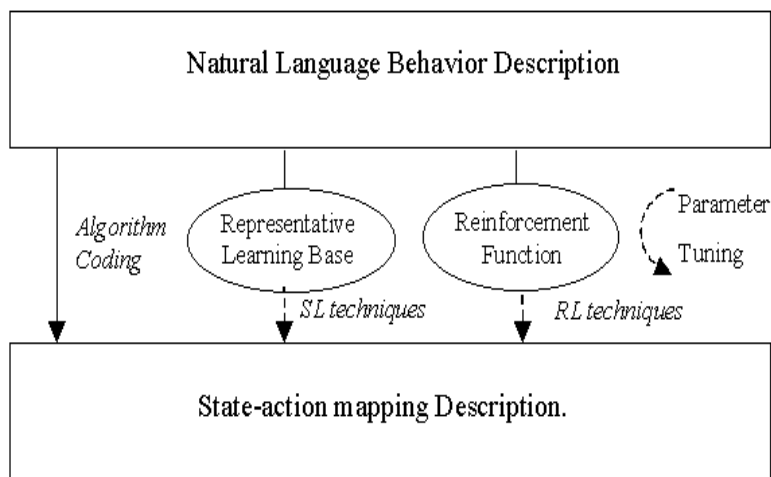 Natural Language Behavior Description
Algorithm
Coding
Representative
Learning Base
Reinforcement
Function
Parameter
Tuning
SL techniques
RL techniques
State-action mapping Description.